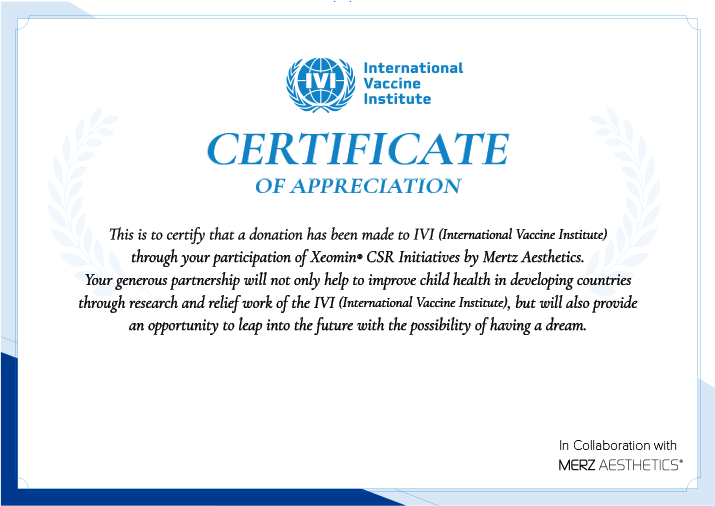 IVI
International
Vaccine
Institute
CERTIFICATE
OF APPRECIATION
This is to certify that a donation has been made to IVI (International Vaccine Institute)
through your participation of Xeomin® CSR Initiatives by Mertz Aesthetics.
Your generous partnership will not only help to improve child health in developing countries
through research and relief work of the IVI (International Vaccine Institute), but will also provide
an opportunity to leap into the future with the possibility of having a dream.
In Collaboration with
MERZ AESTHETICS®